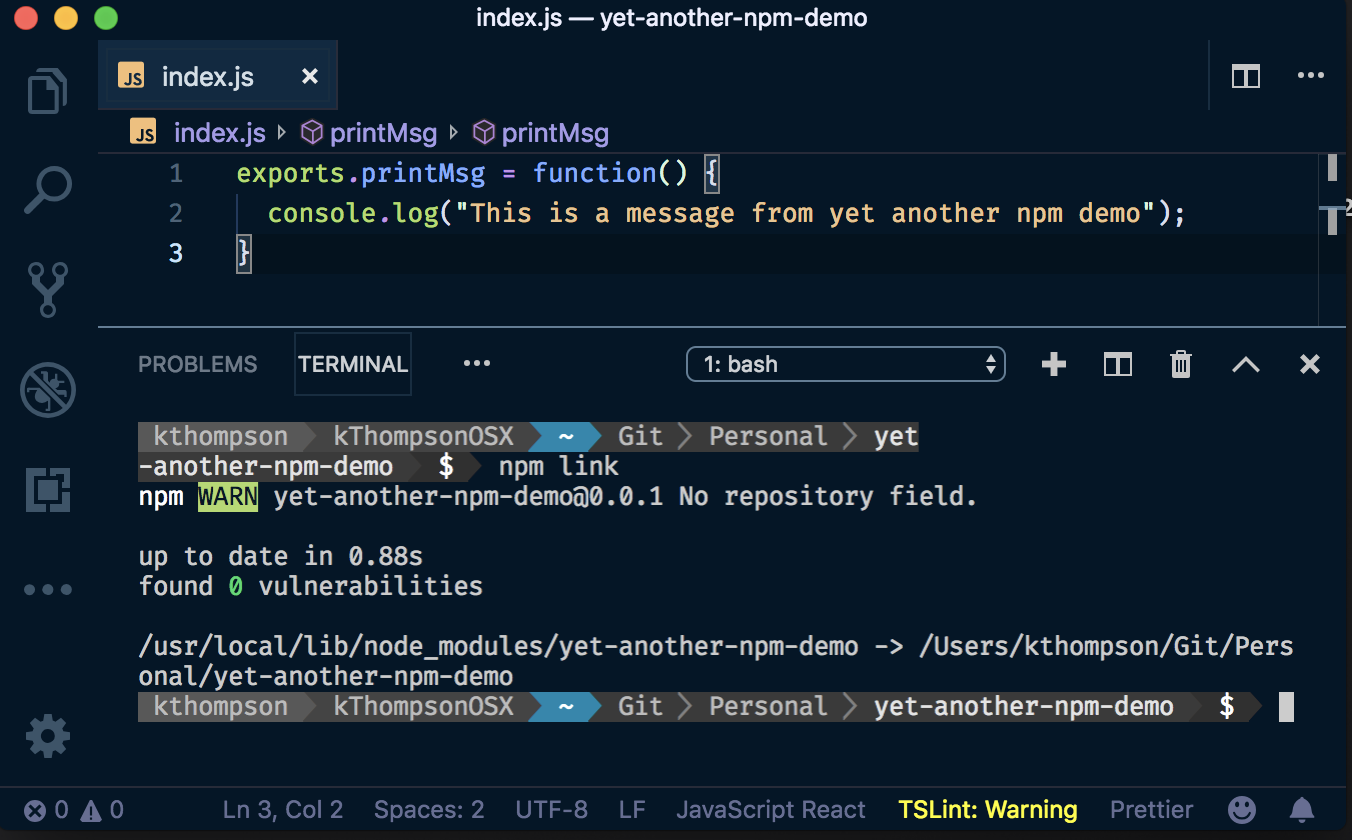 index.js — yet-another-npm-demo
JS index.js
JS index.js printMsg printMsg
1 exports.printMsg = function() {
2 console.log("This is a message from yet another npm demo");
3 }
PROBLEMS TERMINAL 1: bash
kthompson kThompsonOSX ~ Git Personal yet
-another-npm-demo $ npm link
npm WARN yet-another-npm-demo@0.0.1 No repository field.
up to date in 0.88s
found 0 vulnerabilities
/usr/local/lib/node_modules/yet-another-npm-demo -> /Users/kthompson/Git/Pers
onal/yet-another-npm-demo
kthompson kThompsonOSX ~ Git Personal yet-another-npm-demo $
0 0 Ln 3, Col 2 Spaces: 2 UTF-8 LF JavaScript React TSLint: Warning Prettier